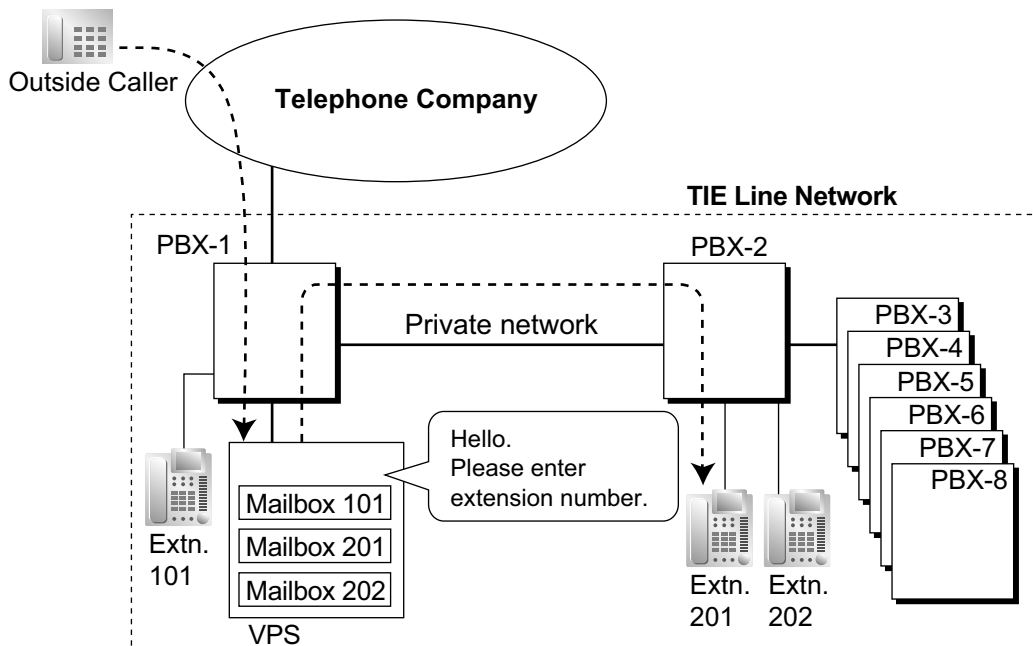 Outside Caller
Telephone Company
TIE Line Network
PBX-1
PBX-2
PBX-3
PBX-4
PBX-5
PBX-6
PBX-7
PBX-8
Private network
Hello.
Please enter
extension number.
Mailbox 101
Mailbox 201
Mailbox 202
VPS
Extn.
101
Extn.
201
Extn.
202